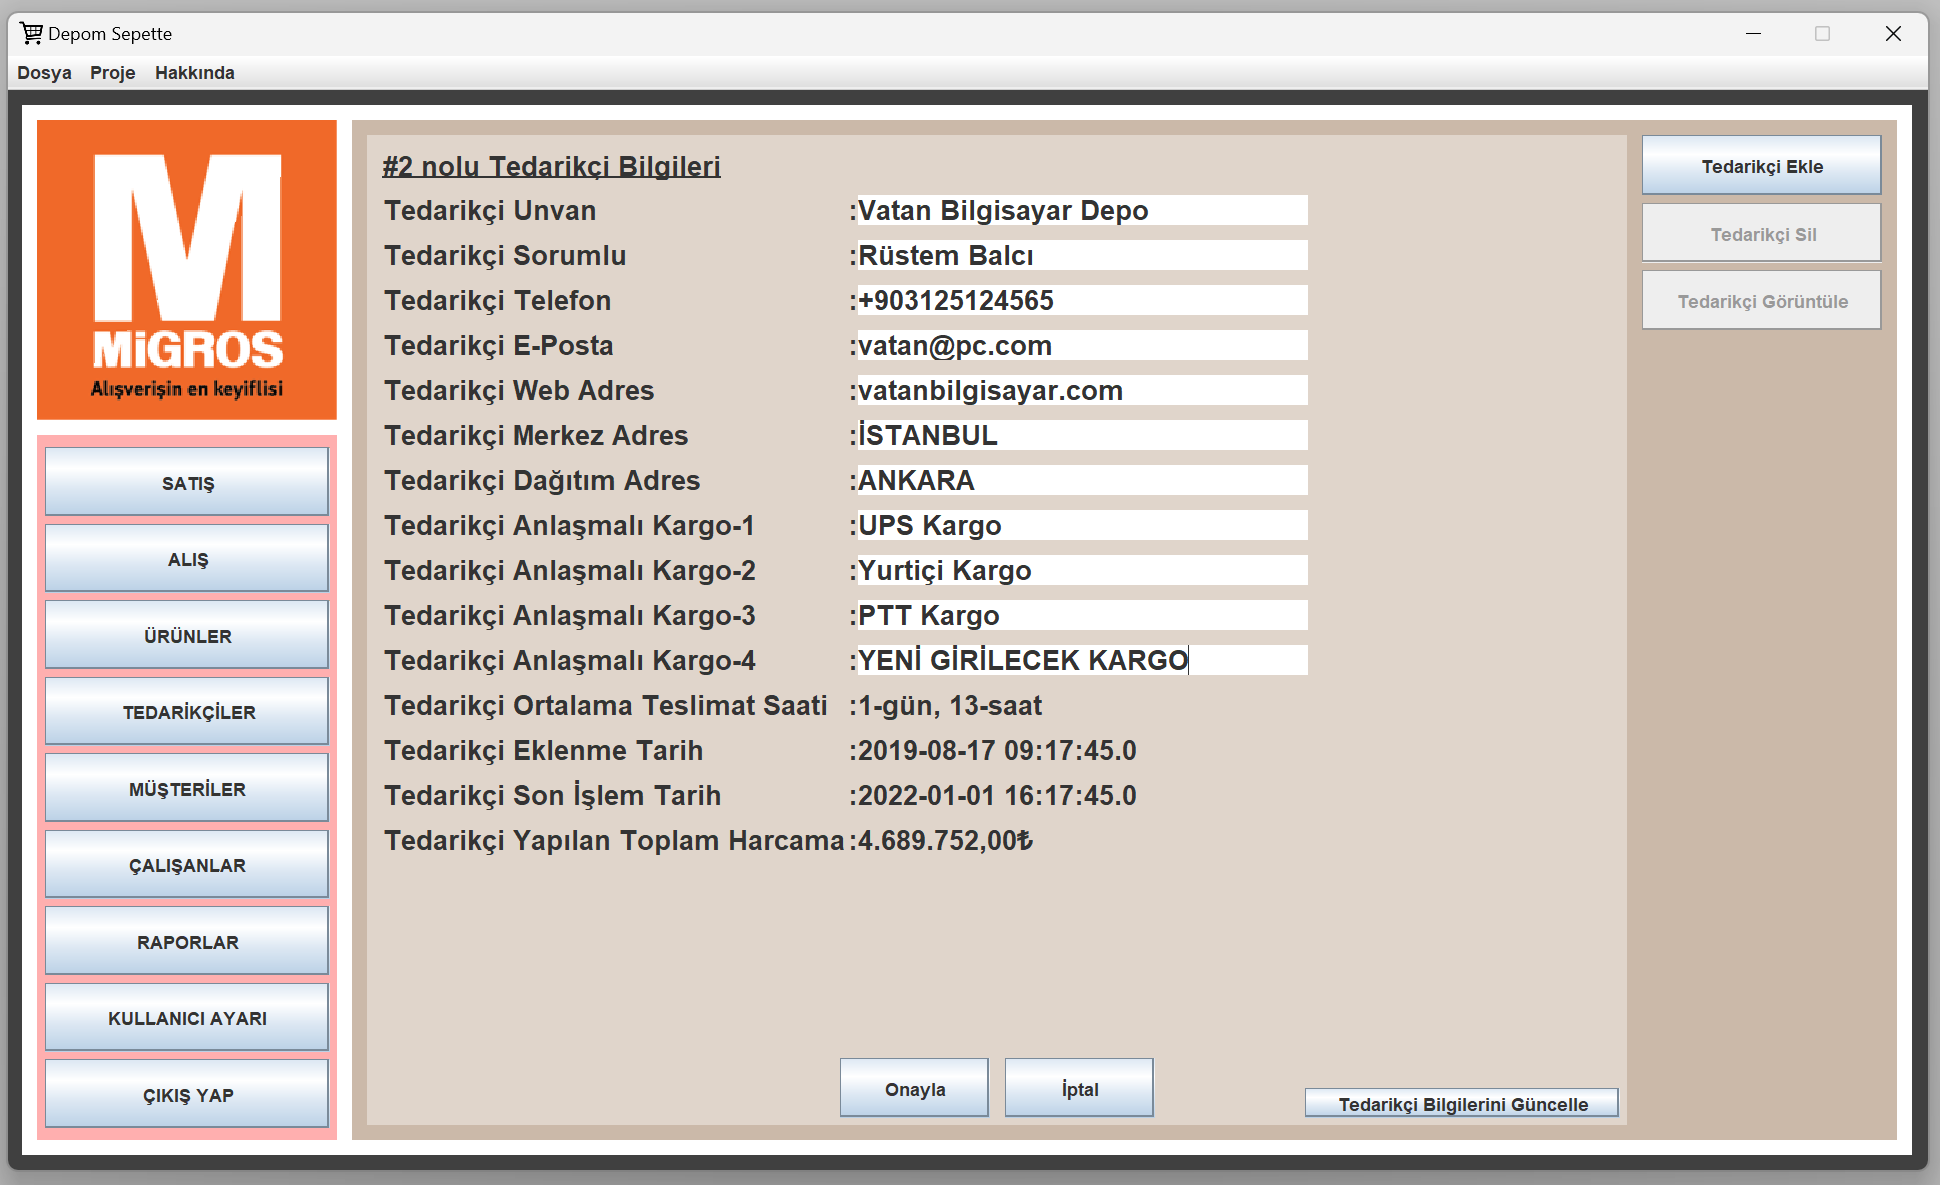 Depom Sepette
Dosya Proje Hakkında
MiGROS
Alışverişin en keyiflisi
SATIŞ
ALIŞ
ÜRÜNLER
TEDARİKÇİLER
MÜŞTERİLER
ÇALIŞANLAR
RAPORLAR
KULLANICI AYARI
ÇIKIŞ YAP
#2 nolu Tedarikçi Bilgileri
Tedarikçi Unvan :Vatan Bilgisayar Depo
Tedarikçi Sorumlu :Rüstem Balcı
Tedarikçi Telefon :+903125124565
Tedarikçi E-Posta :vatan@pc.com
Tedarikçi Web Adres :vatanbilgisayar.com
Tedarikçi Merkez Adres :İSTANBUL
Tedarikçi Dağıtım Adres :ANKARA
Tedarikçi Anlaşmalı Kargo-1 :UPS Kargo
Tedarikçi Anlaşmalı Kargo-2 :Yurtiçi Kargo
Tedarikçi Anlaşmalı Kargo-3 :PTT Kargo
Tedarikçi Anlaşmalı Kargo-4 :YENİ GİRİLECEK KARGO
Tedarikçi Ortalama Teslimat Saati :1-gün, 13-saat
Tedarikçi Eklenme Tarih :2019-08-17 09:17:45.0
Tedarikçi Son İşlem Tarih :2022-01-01 16:17:45.0
Tedarikçi Yapılan Toplam Harcama :4.689.752,00₺
Onayla
İptal
Tedarikçi Bilgilerini Güncelle
Tedarikçi Ekle
Tedarikçi Sil
Tedarikçi Görüntüle